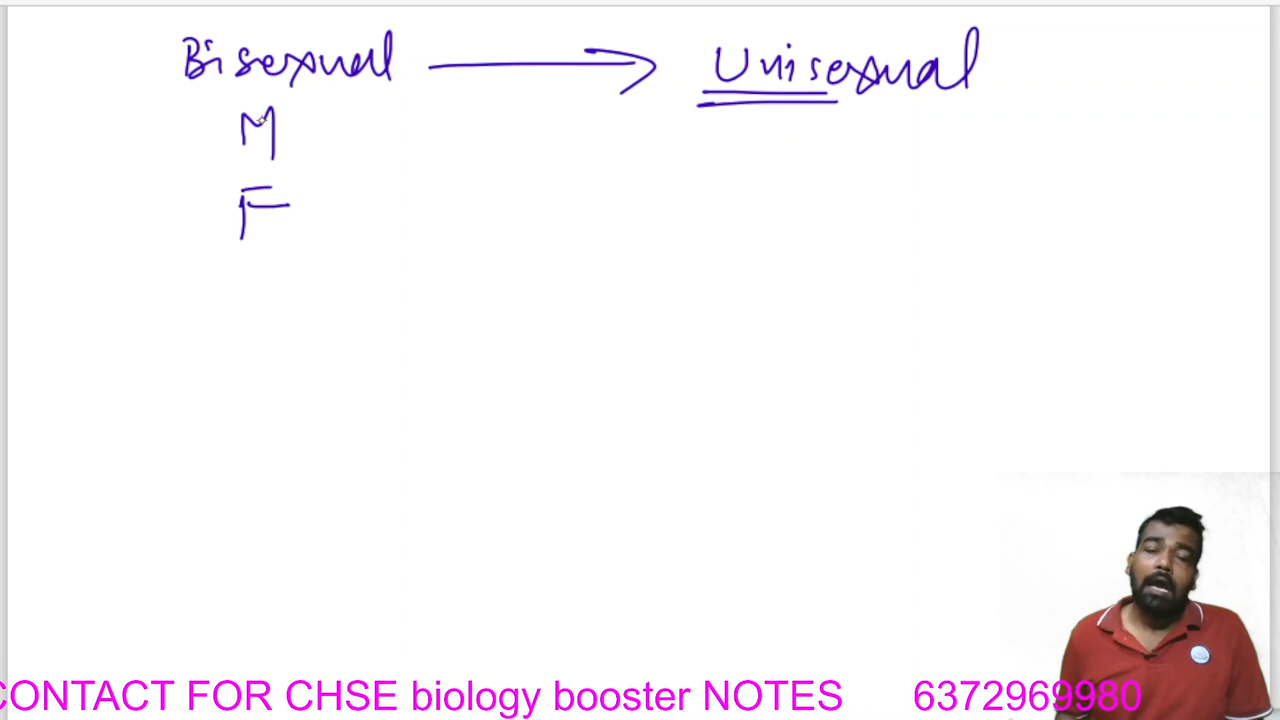 Bisexual → Unisexual
M
F
CONTACT FOR CHSE biology booster NOTES 6372969980